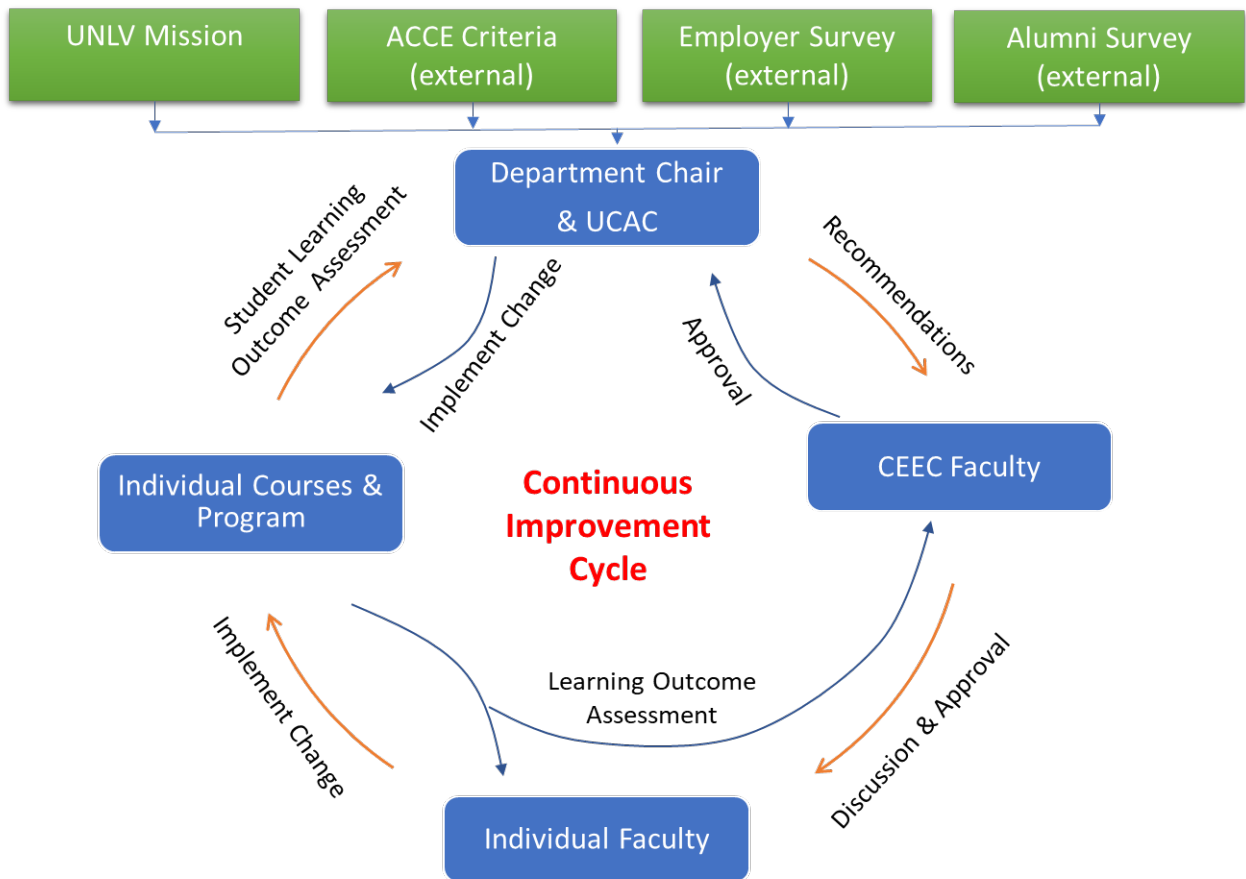 UNLV Mission
ACCE Criteria
(external)
Employer Survey
(external)
Alumni Survey
(external)
Department Chair
& UCAC
Student Learning
Outcome Assessment
Implement Change
Approval
Recommendations
Individual Courses &
Program
Continuous
Improvement
Cycle
CEEC Faculty
Implement Change
Learning Outcome
Assessment
Discussion & Approval
Individual Faculty